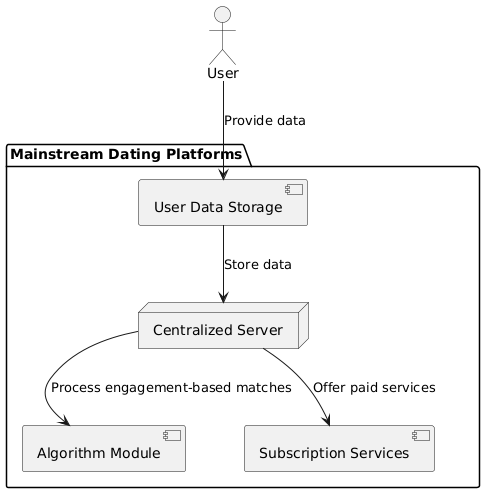 User
Provide data
Mainstream Dating Platforms
User Data Storage
Store data
Centralized Server
Process engagement-based matches
Offer paid services
Algorithm Module
Subscription Services